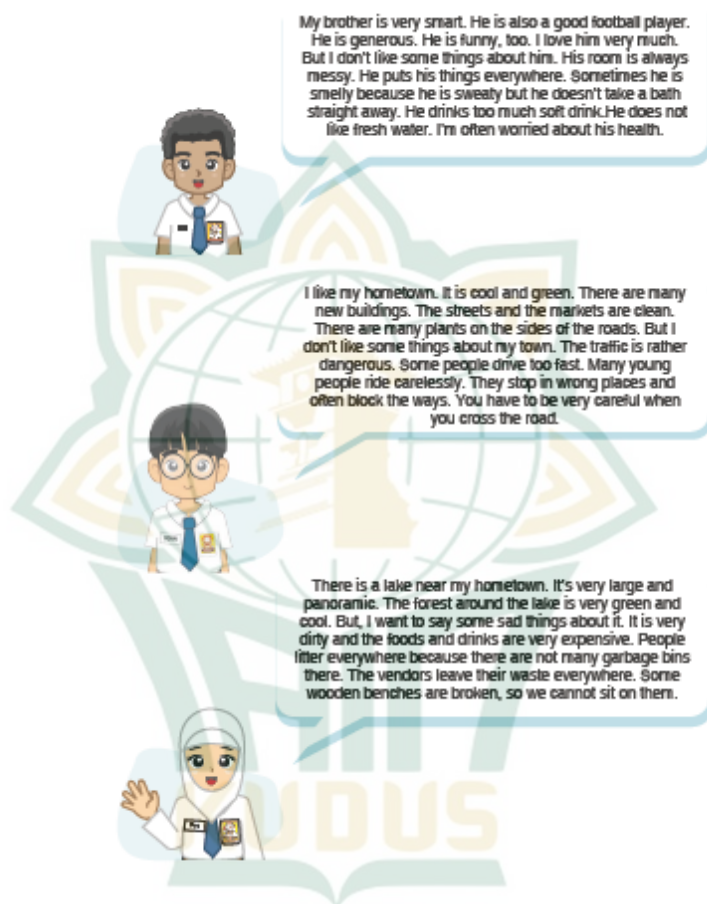 My brother is very smart. He is also a good football player.
He is generous. He is funny, too. I love him very much.
But I don't like some things about him. His room is always
messy. He puts his things everywhere. Sometimes he is
smelly because he is sweaty but he doesn't take a bath
straight away. He drinks too much soft drink.He does not
like fresh water. I'm often worried about his health.
I like my hometown. It is cool and green. There are many
new buildings. The streets and the markets are clean.
There are many plants on the sides of the roads. But I
don't like some things about my town. The traffic is rather
dangerous. Some people drive too fast. Many young
people ride carelessly. They stop in wrong places and
often block the ways. You have to be very careful when
you cross the road.
There is a lake near my hometown. It's very large and
panoramic. The forest around the lake is very green and
cool. But, I want to say some sad things about it. It is very
dirty and the foods and drinks are very expensive. People
litter everywhere because there are not many garbage bins
there. The vendors leave their waste everywhere. Some
wooden benches are broken, so we cannot sit on them.
KUDUS